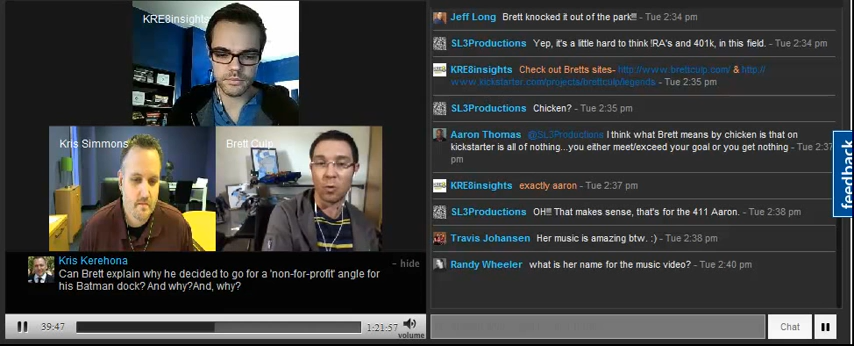 KRE8insights
Kris Simmons
Brett Culp
Kris Kerehona
– hide
Can Brett explain why he decided to go for a 'non-for-profit' angle for
his Batman dock? And why?And, why?
39:47
1:21:57
volume
Jeff Long Brett knocked it out of the park!!! - Tue 2:34 pm
SL3Productions Yep, it's a little hard to think !RA's and 401k, in this field. - Tue 2:34 pm
KRE8insights Check out Bretts sites- http://www.brettculp.com/ & http://
www.kickstarter.com/projects/brettculp/legends - Tue 2:35 pm
SL3Productions Chicken? - Tue 2:35 pm
Aaron Thomas @SL3Productions I think what Brett means by chicken is that on
kickstarter is all of nothing...you either meet/exceed your goal or you get nothing - Tue 2:37
pm
KRE8insights exactly aaron - Tue 2:37 pm
SL3Productions OH!!! That makes sense, that's for the 411 Aaron. - Tue 2:38 pm
Travis Johansen Her music is amazing btw. :) - Tue 2:38 pm
Randy Wheeler what is her name for the music video? - Tue 2:40 pm
Chat
feedback